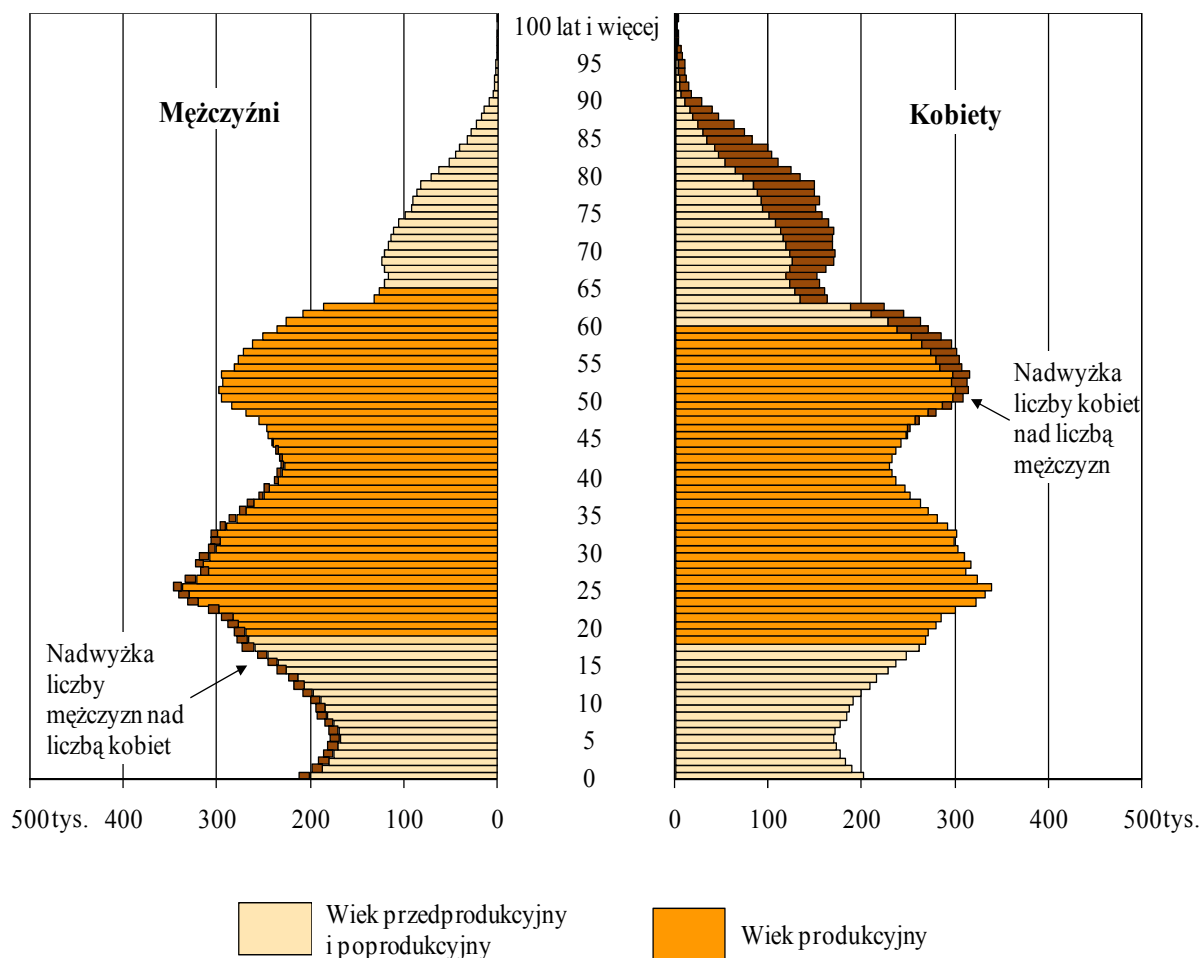 100 lat i więcej
95
90
85
80
75
70
65
60
55
50
45
40
35
30
25
20
15
10
5
0
Mężczyźni
Kobiety
Nadwyżka
liczby kobiet
nad liczbą
mężczyzn
Nadwyżka
liczby
mężczyzn nad
liczbą kobiet
500tys. 400 300 200 100 0
0 100 200 300 400 500tys.
Wiek przedprodukcyjny
i poprodukcyjny
Wiek produkcyjny